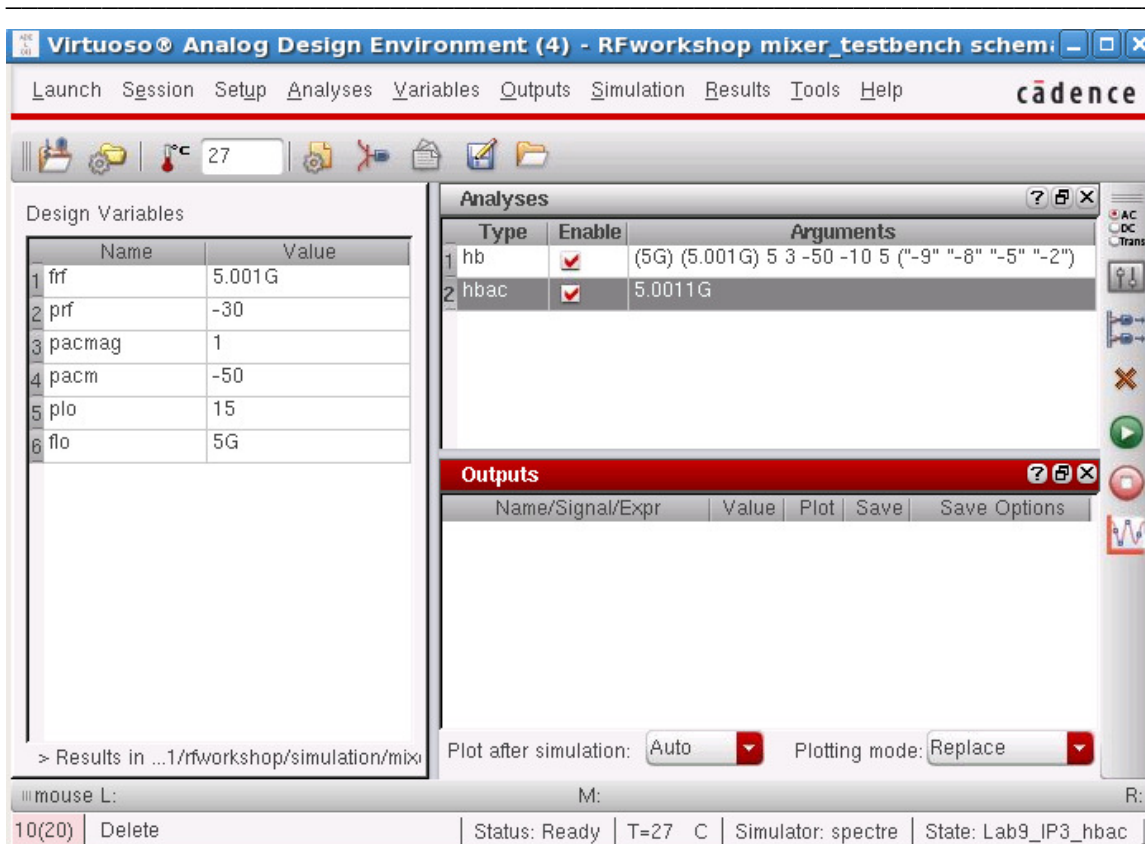 Virtuoso® Analog Design Environment (4) - RFworkshop mixer_testbench schem
Launch Session Setup Analyses Variables Outputs Simulation Results Tools Help cādence
°C 27
Design Variables
Name Value
1 frf 5.001G
2 prf -30
3 pacmag 1
4 pacm -50
5 plo 15
6 flo 5G
> Results in ...1/rfworkshop/simulation/mix
Analyses
Type Enable Arguments
1 hb (5G) (5.001G) 5 3 -50 -10 5 ("-9" "-8" "-5" "-2")
2 hbac 5.0011G
AC
DC
Trans
Outputs
Name/Signal/Expr Value Plot Save Save Options
Plot after simulation: Auto Plotting mode: Replace
mouse L: M: R:
10(20) Delete Status: Ready T=27 C Simulator: spectre State: Lab9_IP3_hbac